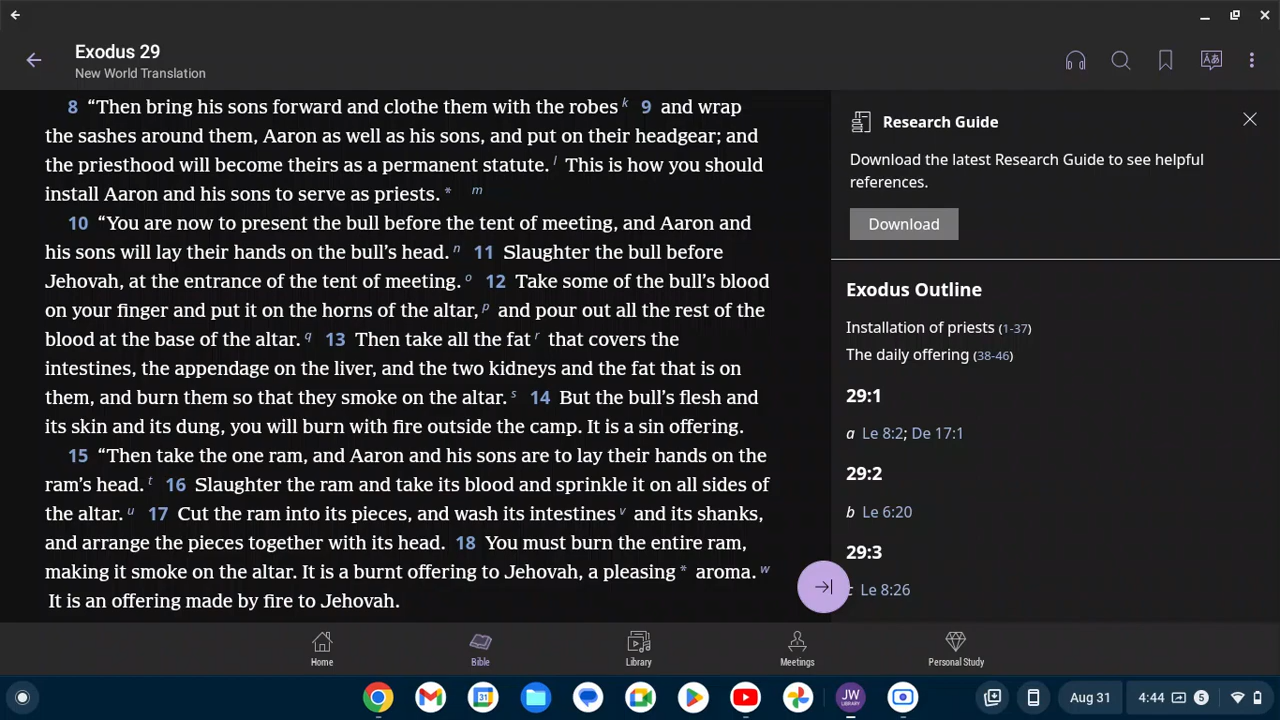 Exodus 29
New World Translation
8 “Then bring his sons forward and clothe them with the robes k 9 and wrap
the sashes around them, Aaron as well as his sons, and put on their headgear; and
the priesthood will become theirs as a permanent statute. l This is how you should
install Aaron and his sons to serve as priests. * m
10 “You are now to present the bull before the tent of meeting, and Aaron and
his sons will lay their hands on the bull’s head. n 11 Slaughter the bull before
Jehovah, at the entrance of the tent of meeting. o 12 Take some of the bull’s blood
on your finger and put it on the horns of the altar, p and pour out all the rest of the
blood at the base of the altar. q 13 Then take all the fat r that covers the
intestines, the appendage on the liver, and the two kidneys and the fat that is on
them, and burn them so that they smoke on the altar. s 14 But the bull’s flesh and
its skin and its dung, you will burn with fire outside the camp. It is a sin offering.
15 “Then take the one ram, and Aaron and his sons are to lay their hands on the
ram’s head. t 16 Slaughter the ram and take its blood and sprinkle it on all sides of
the altar. u 17 Cut the ram into its pieces, and wash its intestines v and its shanks,
and arrange the pieces together with its head. 18 You must burn the entire ram,
making it smoke on the altar. It is a burnt offering to Jehovah, a pleasing * aroma. w
It is an offering made by fire to Jehovah.
Research Guide
Download the latest Research Guide to see helpful
references.
Download
Exodus Outline
Installation of priests (1-37)
The daily offering (38-46)
29:1
a Le 8:2; De 17:1
29:2
b Le 6:20
29:3
c Le 8:26
Home
Bible
Library
Meetings
Personal Study
31
JW
LIBRARY
Aug 31
4:44
5